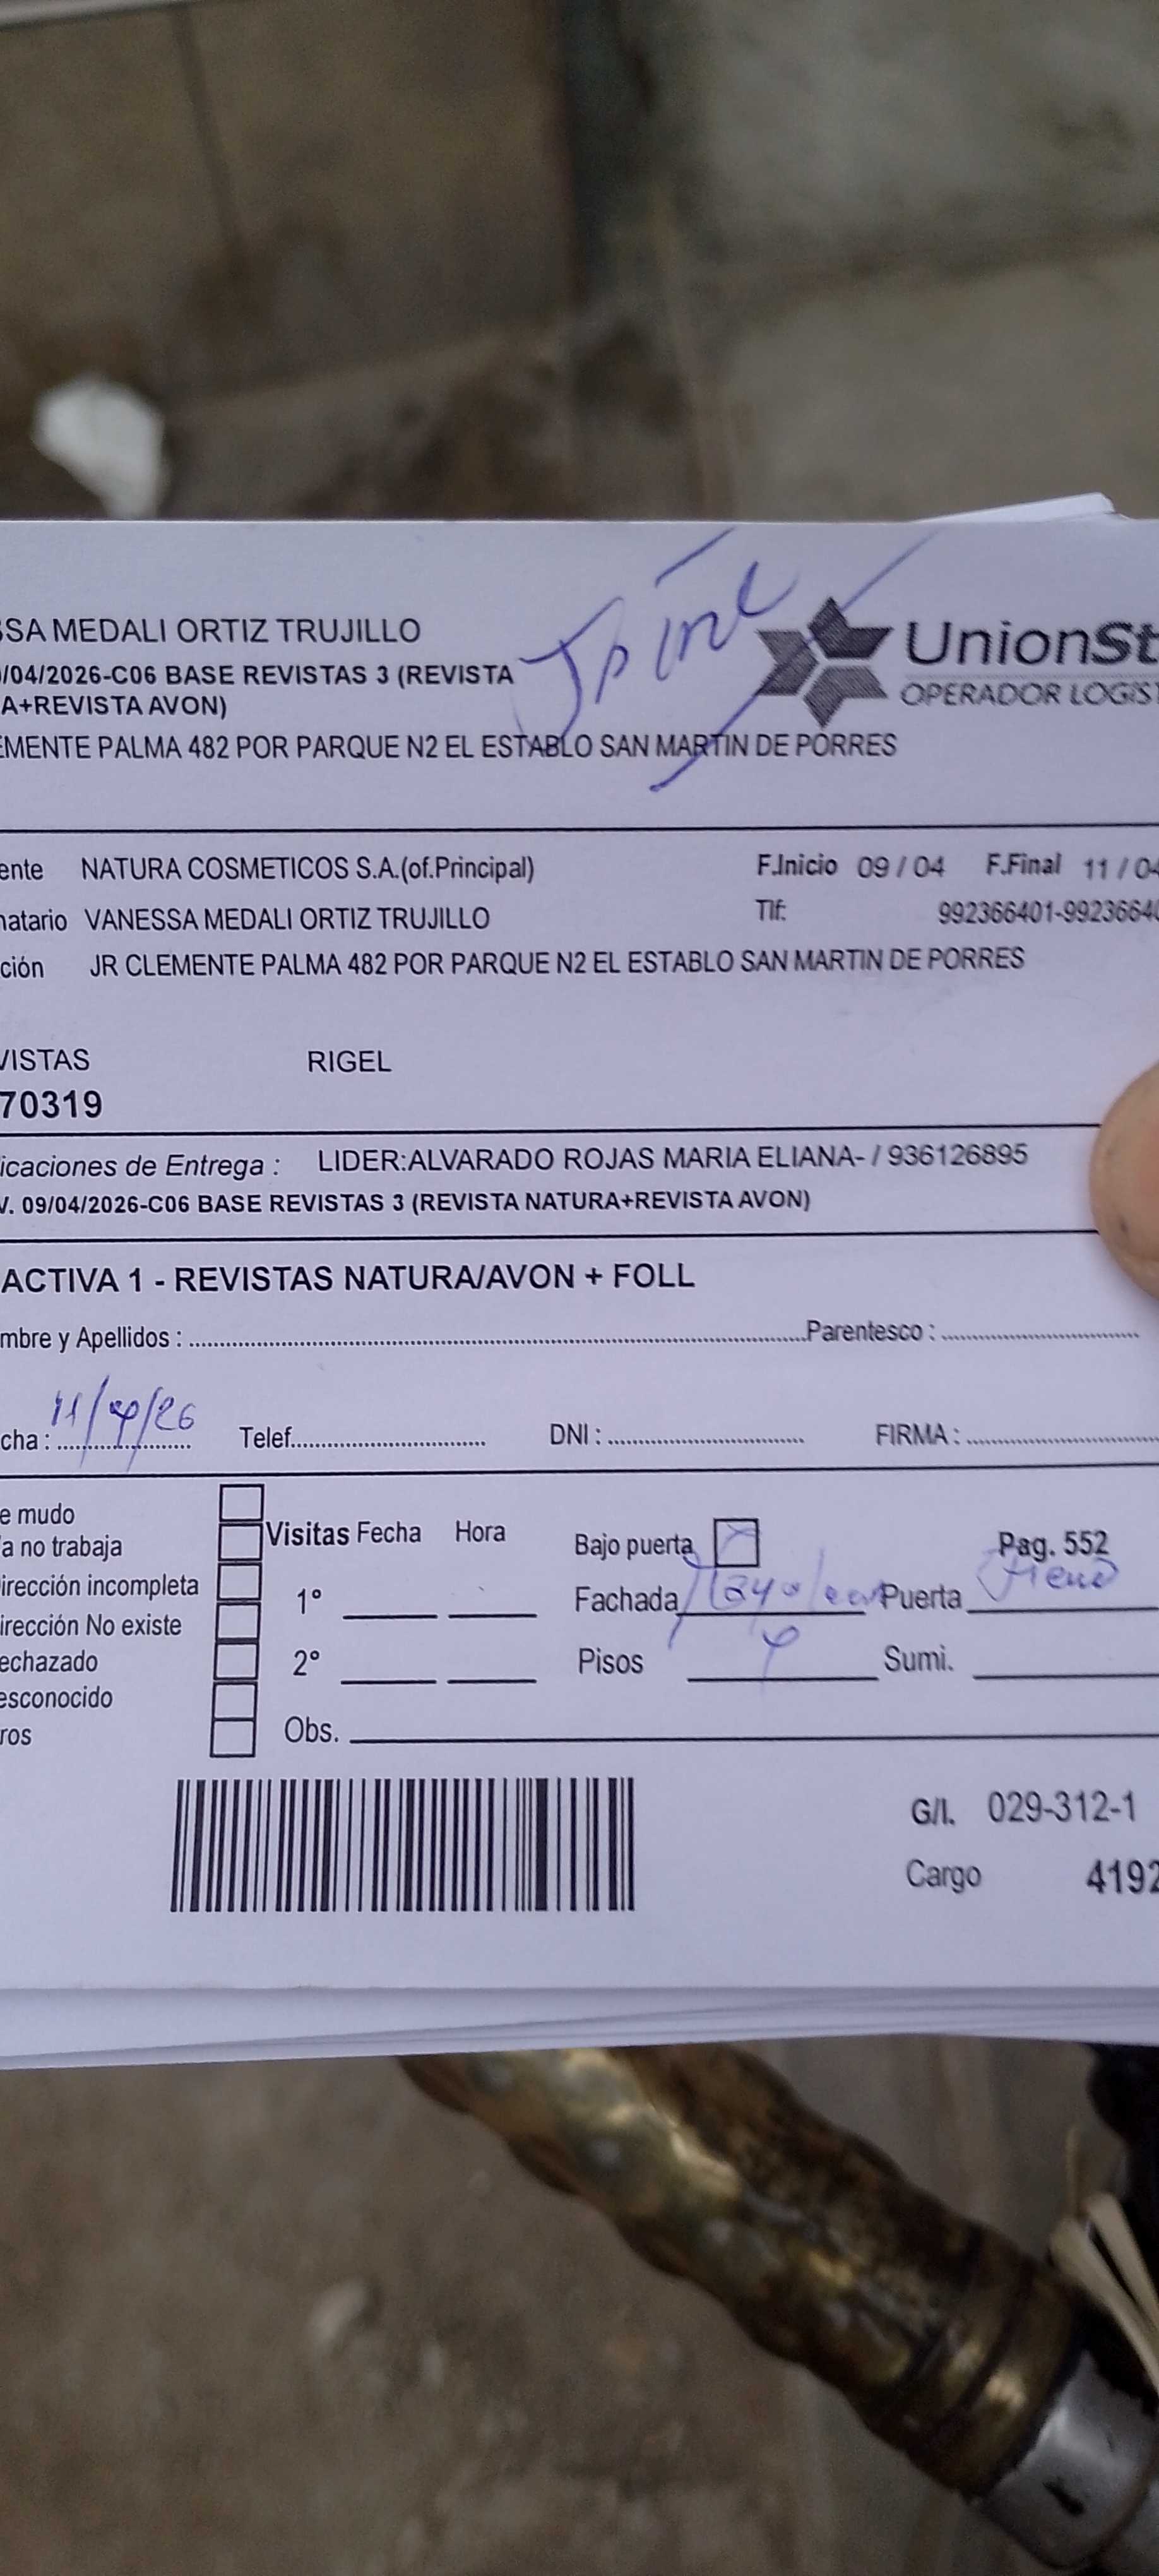 SSA MEDALI ORTIZ TRUJILLO
/04/2026-C06 BASE REVISTAS 3 (REVISTA
A+REVISTA AVON)
EMENTE PALMA 482 POR PARQUE N2 EL ESTABLO SAN MARTIN DE PORRES
UnionSt
OPERADOR LOGIST
ente NATURA COSMETICOS S.A.(of.Principal) F.Inicio 09 / 04 F.Final 11 / 04
natario VANESSA MEDALI ORTIZ TRUJILLO Tlf: 992366401-99236640
ción JR CLEMENTE PALMA 482 POR PARQUE N2 EL ESTABLO SAN MARTIN DE PORRES
VISTAS RIGEL
70319
icaciones de Entrega : LIDER:ALVARADO ROJAS MARIA ELIANA- / 936126895
V. 09/04/2026-C06 BASE REVISTAS 3 (REVISTA NATURA+REVISTA AVON)
ACTIVA 1 - REVISTAS NATURA/AVON + FOLL
mbre y Apellidos : Parentesco :
cha : 11/4/26 Telef. DNI : FIRMA :
e mudo
a no trabaja
irección incompleta
irección No existe
echazado
esconocido
ros
Visitas Fecha Hora
1°
2°
Obs.
Bajo puerta Pag. 552
Fachada Puerta
Pisos Sumi.
G/I. 029-312-1
Cargo 4192